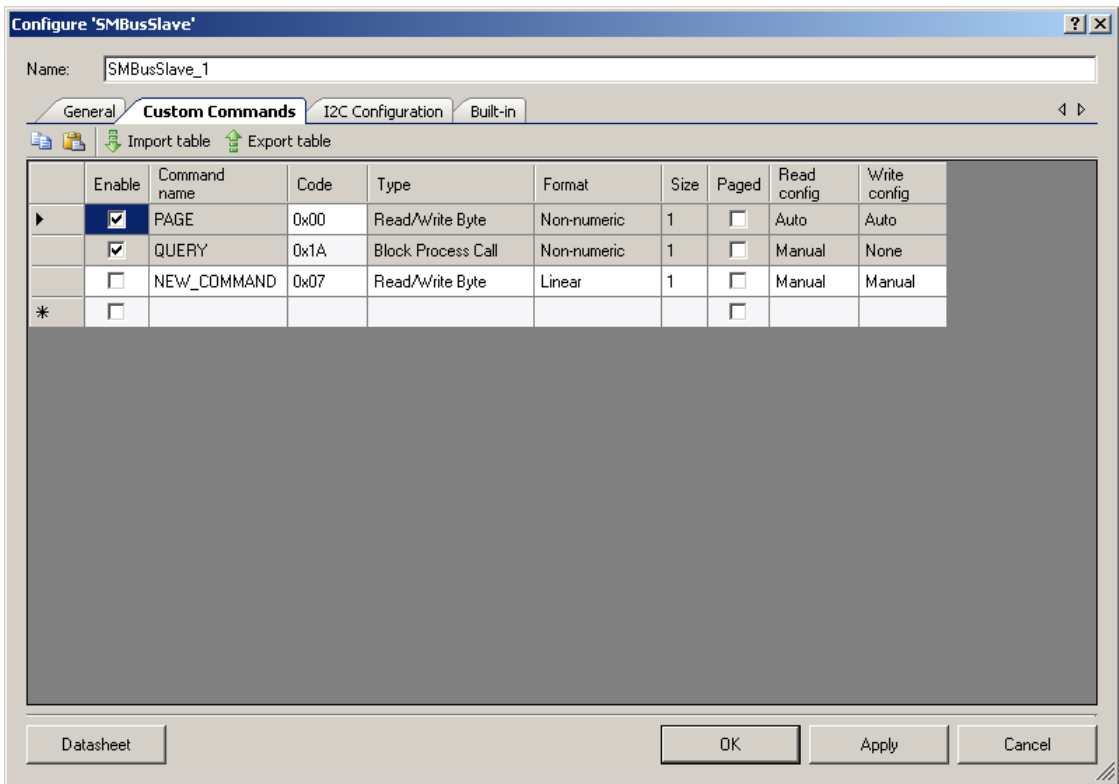 Configure 'SMBusSlave'
Name: SMBusSlave_1
General Custom Commands I2C Configuration Built-in
Import table Export table
Enable Command name Code Type Format Size Paged Read config Write config
PAGE 0x00 Read/Write Byte Non-numeric 1 Auto Auto
QUERY 0x1A Block Process Call Non-numeric 1 Manual None
NEW_COMMAND 0x07 Read/Write Byte Linear 1 Manual Manual
Datasheet OK Apply Cancel